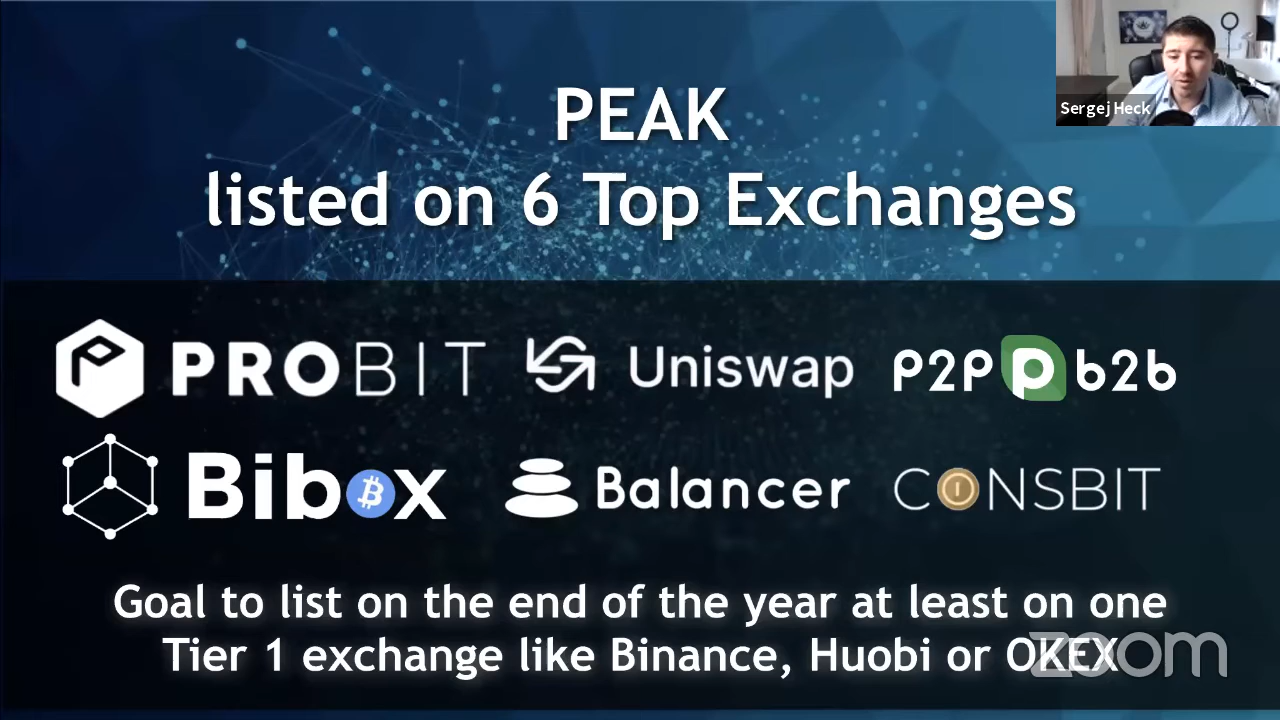 PEAK
listed on 6 Top Exchanges
Sergej Heck
PROBIT
Uniswap
P2P b2b
Bibox
Balancer
COINSBIT
Goal to list on the end of the year at least on one
Tier 1 exchange like Binance, Huobi or OKEX
zoom